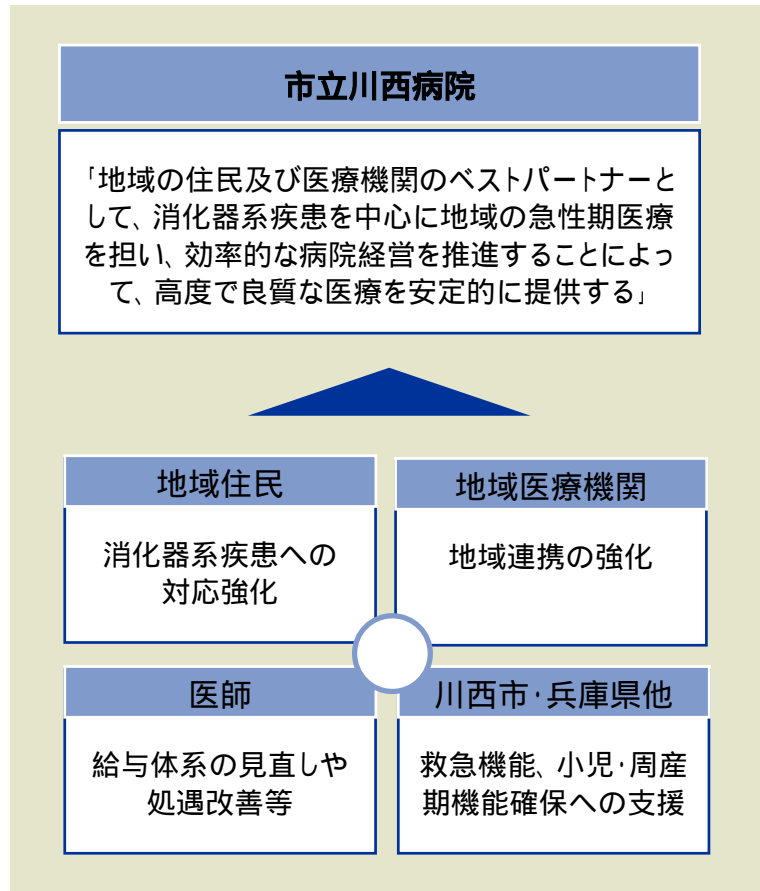 市立川西病院
「地域の住民及び医療機関のベストパートナーと
して、消化器系疾患を中心に地域の急性期医療
を担い、効率的な病院経営を推進することによっ
て、高度で良質な医療を安定的に提供する」
地域住民
消化器系疾患への
対応強化
地域医療機関
地域連携の強化
医師
給与体系の見直しや
処遇改善等
川西市・兵庫県他
救急機能、小児・周産
期機能確保への支援